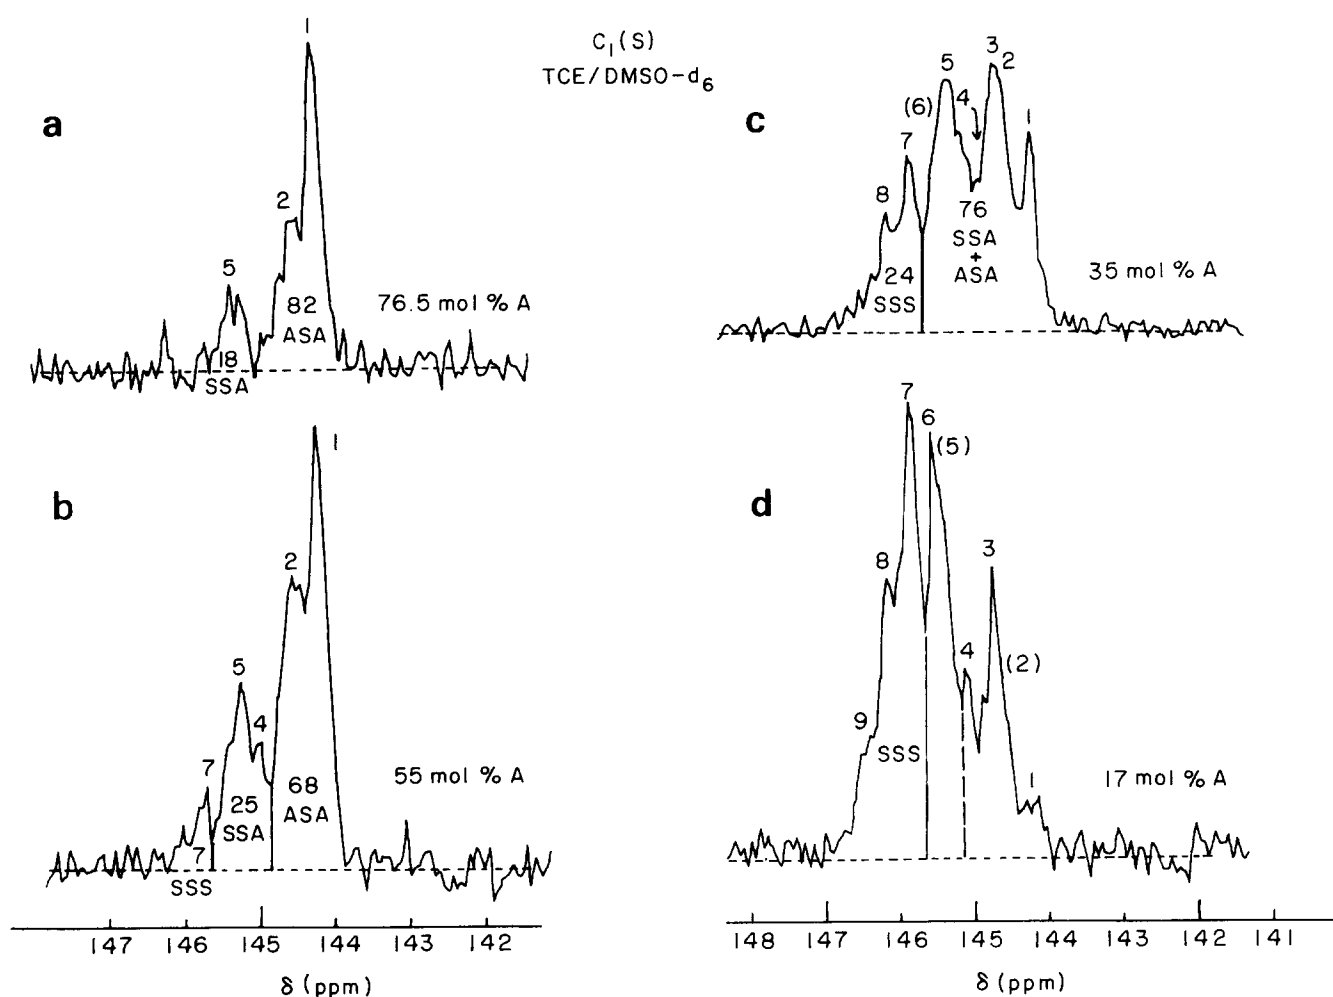 C₁(S)
TCE/DMSO-d₆
a
1
2
5
82
ASA
18
SSA
76.5 mol % A
b
1
2
5
4
7
68
ASA
25
SSA
7
SSS
55 mol % A
147 146 145 144 143 142
δ (ppm)
c
3
2
5
4
(6)
7
8
1
76
SSA
+
ASA
24
SSS
35 mol % A
d
7
6
(5)
8
3
4
(2)
9
SSS
1
17 mol % A
148 147 146 145 144 143 142 141
δ (ppm)